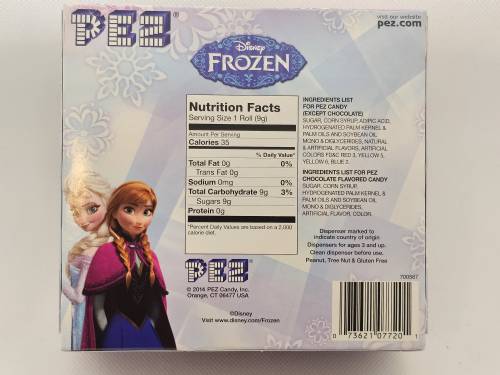 PEZ®
visit our website
pez.com
Disney
FROZEN
Nutrition Facts
Serving Size 1 Roll (9g)
Amount Per Serving
Calories 35
% Daily Value*
Total Fat 0g 0%
Trans Fat 0g
Sodium 0mg 0%
Total Carbohydrate 9g 3%
Sugars 9g
Protein 0g
*Percent Daily Values are based on a 2,000
calorie diet.
INGREDIENTS LIST
FOR PEZ CANDY
(EXCEPT CHOCOLATE)
SUGAR, CORN SYRUP, ADIPIC ACID,
HYDROGENATED PALM KERNEL &
PALM OILS AND SOYBEAN OIL
MONO & DIGLYCERIDES, NATURAL
& ARTIFICIAL FLAVORS, ARTIFICIAL
COLORS FD&C RED 3, YELLOW 5,
YELLOW 6, BLUE 2.
INGREDIENTS LIST FOR PEZ
CHOCOLATE FLAVORED CANDY
SUGAR, CORN SYRUP,
HYDROGENATED PALM KERNEL &
PALM OILS AND SOYBEAN OIL
MONO & DIGLYCERIDES,
ARTIFICIAL FLAVOR, COLOR.
Dispenser marked to
indicate country of origin
Dispensers for ages 3 and up.
Clean dispenser before use.
Peanut, Tree Nut & Gluten Free
PEZ®
© 2014 PEZ Candy, Inc.
Orange, CT 06477 USA
©Disney
Visit www.disney.com/Frozen
700567
0 73621 07720 1